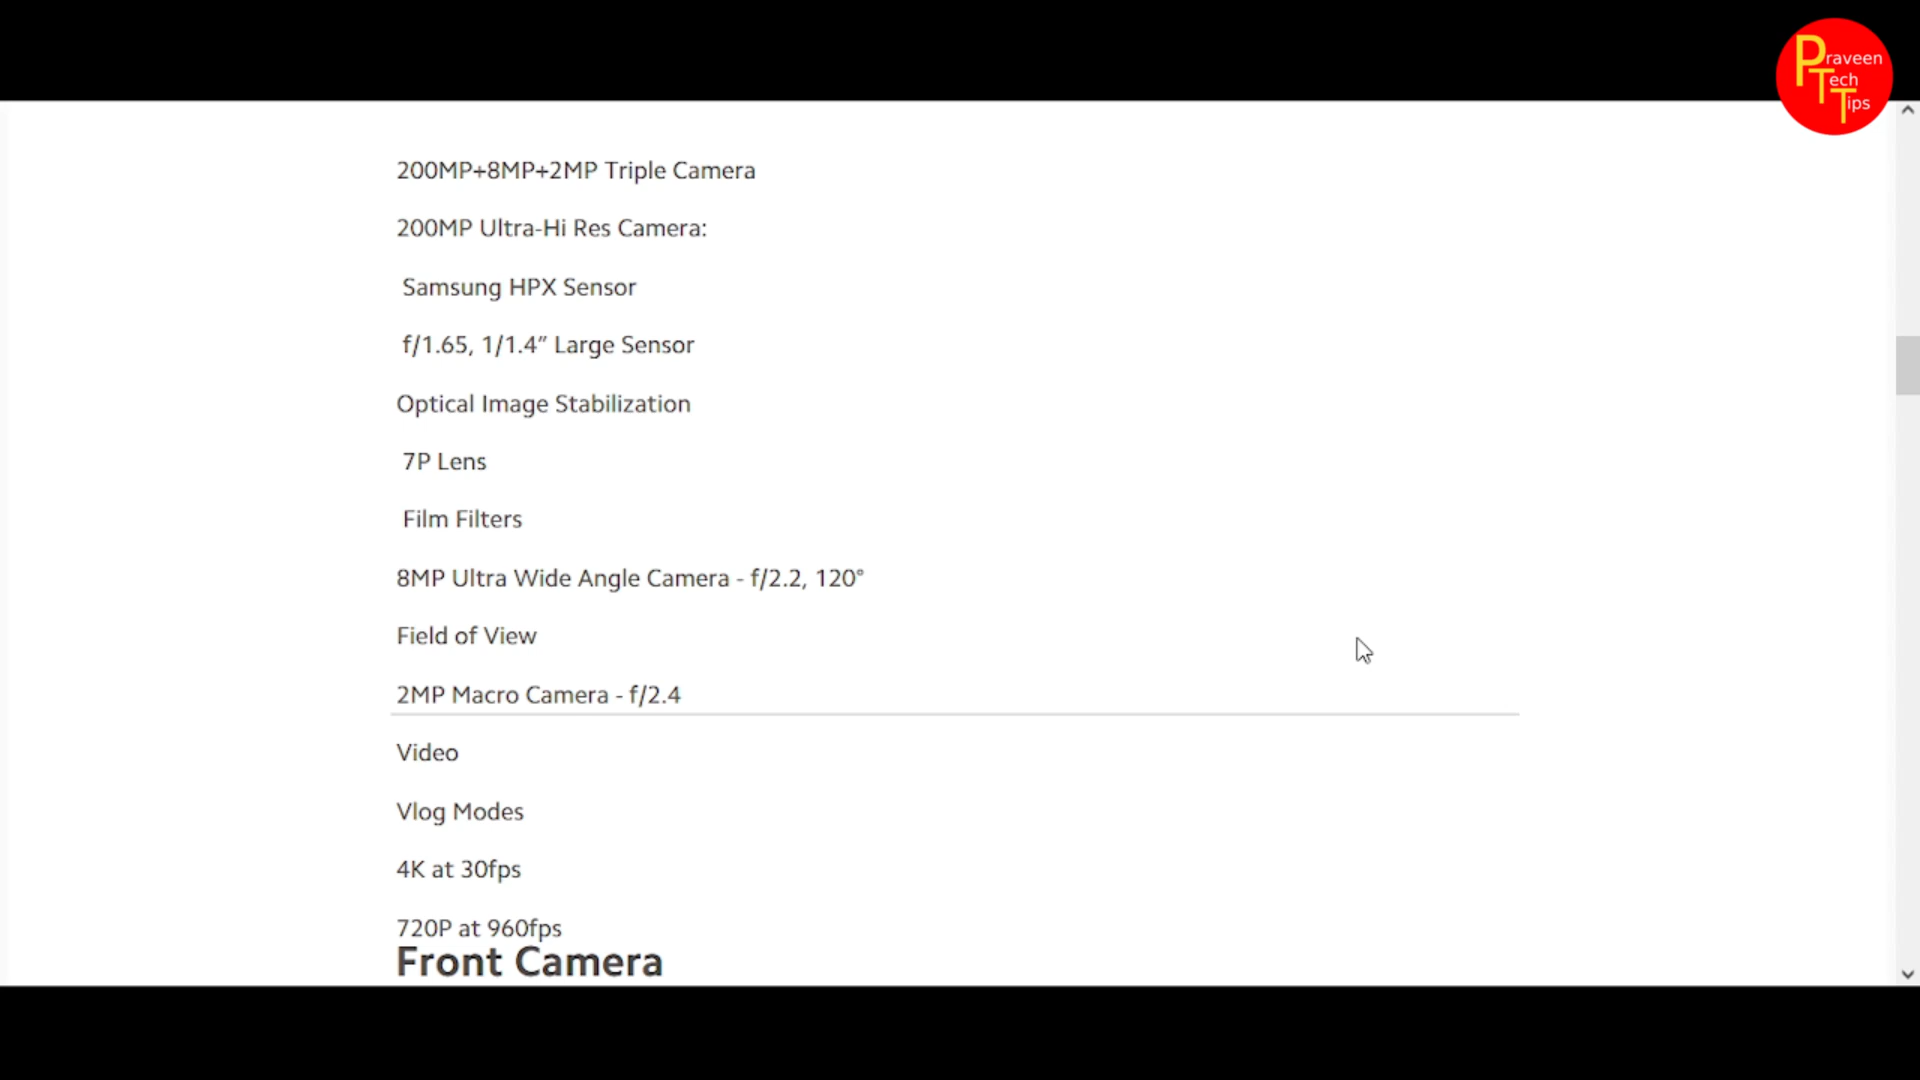 Praveen
Tech
Tips
200MP+8MP+2MP Triple Camera
200MP Ultra-Hi Res Camera:
Samsung HPX Sensor
f/1.65, 1/1.4” Large Sensor
Optical Image Stabilization
7P Lens
Film Filters
8MP Ultra Wide Angle Camera - f/2.2, 120°
Field of View
2MP Macro Camera - f/2.4
Video
Vlog Modes
4K at 30fps
720P at 960fps
Front Camera